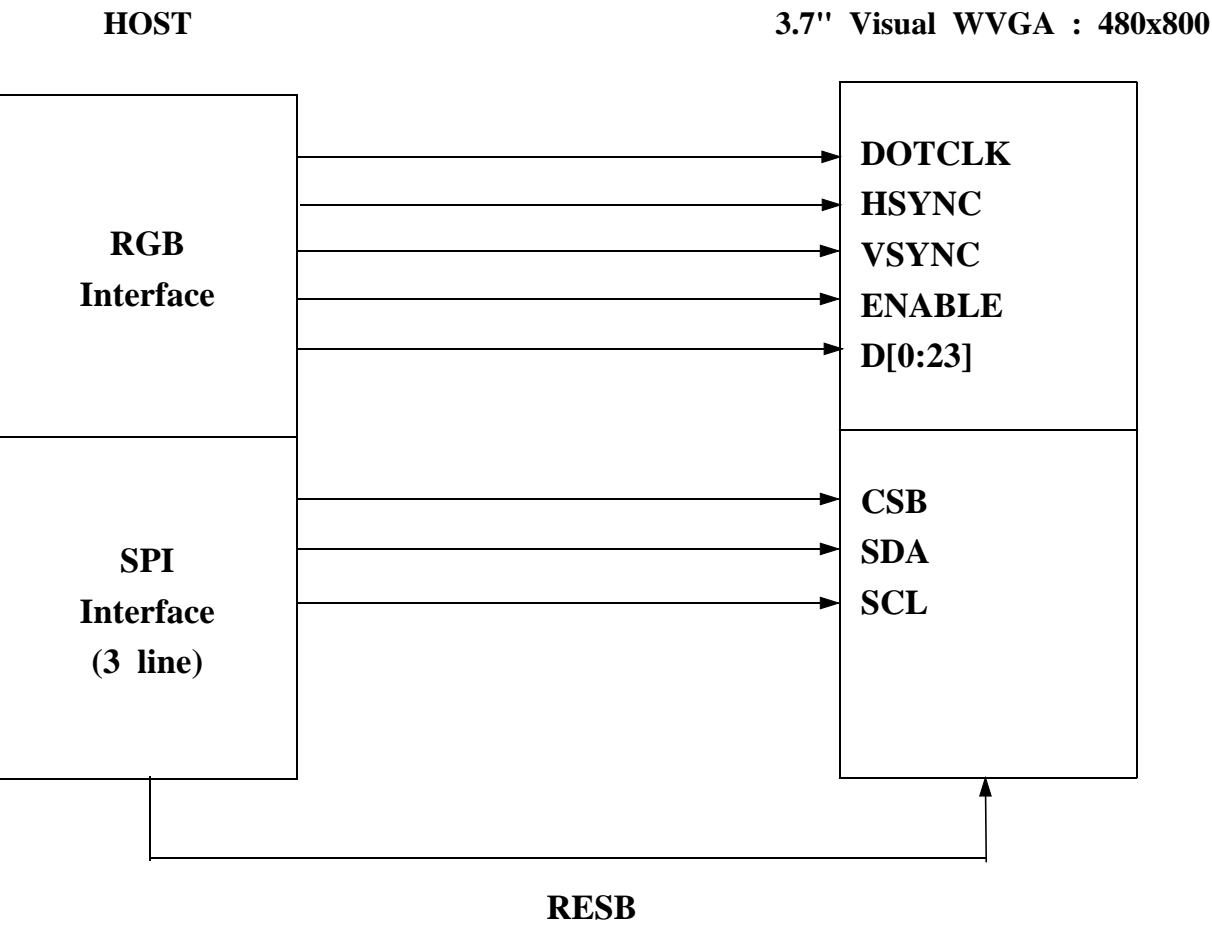 HOST
3.7" Visual WVGA : 480x800
RGB
Interface
DOTCLK
HSYNC
VSYNC
ENABLE
D[0:23]
SPI
Interface
(3 line)
CSB
SDA
SCL
RESB